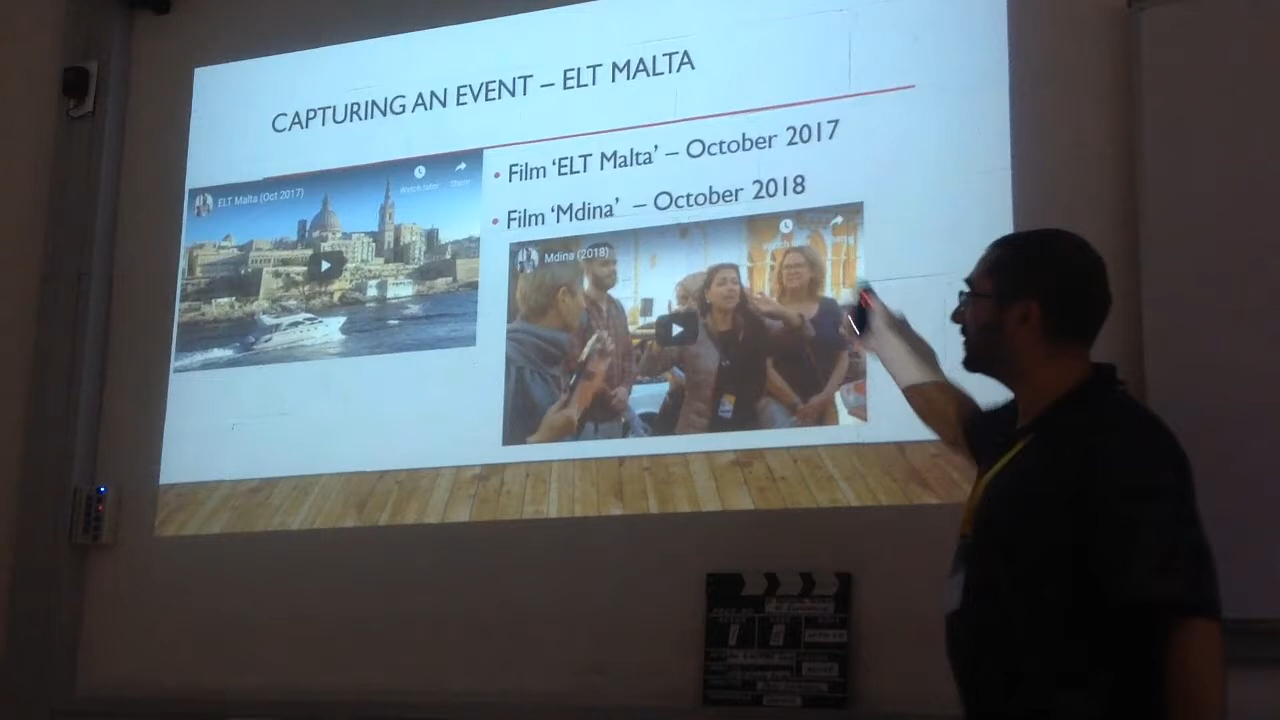 CAPTURING AN EVENT – ELT MALTA
• Film ‘ELT Malta’ – October 2017
• Film ‘Mdina’ – October 2018
ELT Malta (Oct 2017)
Watch later
Share
Mdina (2018)